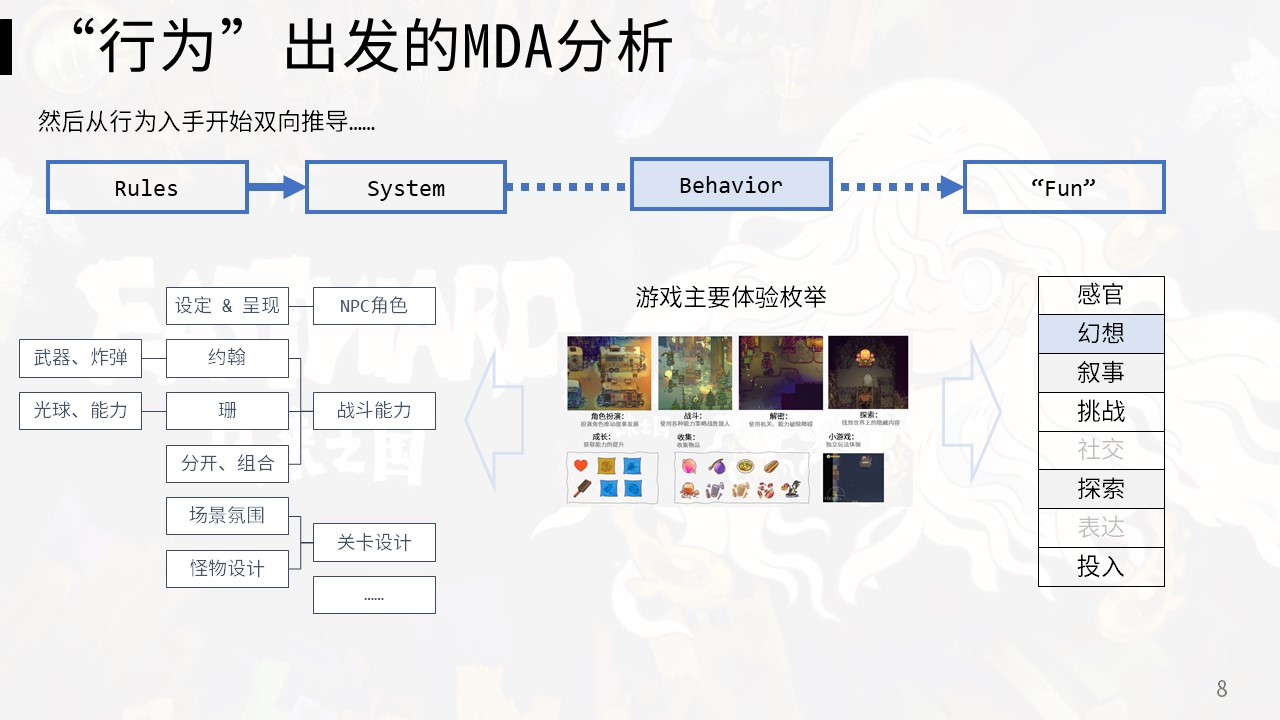 “行为”出发的MDA分析
然后从行为入手开始双向推导……
Rules
System
Behavior
“Fun”
设定 & 呈现
NPC角色
武器、炸弹
约翰
光球、能力
珊
战斗能力
分开、组合
场景氛围
关卡设计
怪物设计
……
游戏主要体验枚举
角色扮演：
扮演角色推动故事发展
战斗：
使用各种能力策略战胜敌人
解密：
使用机关、能力破除障碍
探索：
找到世界上的隐藏内容
成长：
获取能力的提升
收集：
收集物品
小游戏：
独立玩法体验
感官
幻想
叙事
挑战
社交
探索
表达
投入
EASTWARD
8